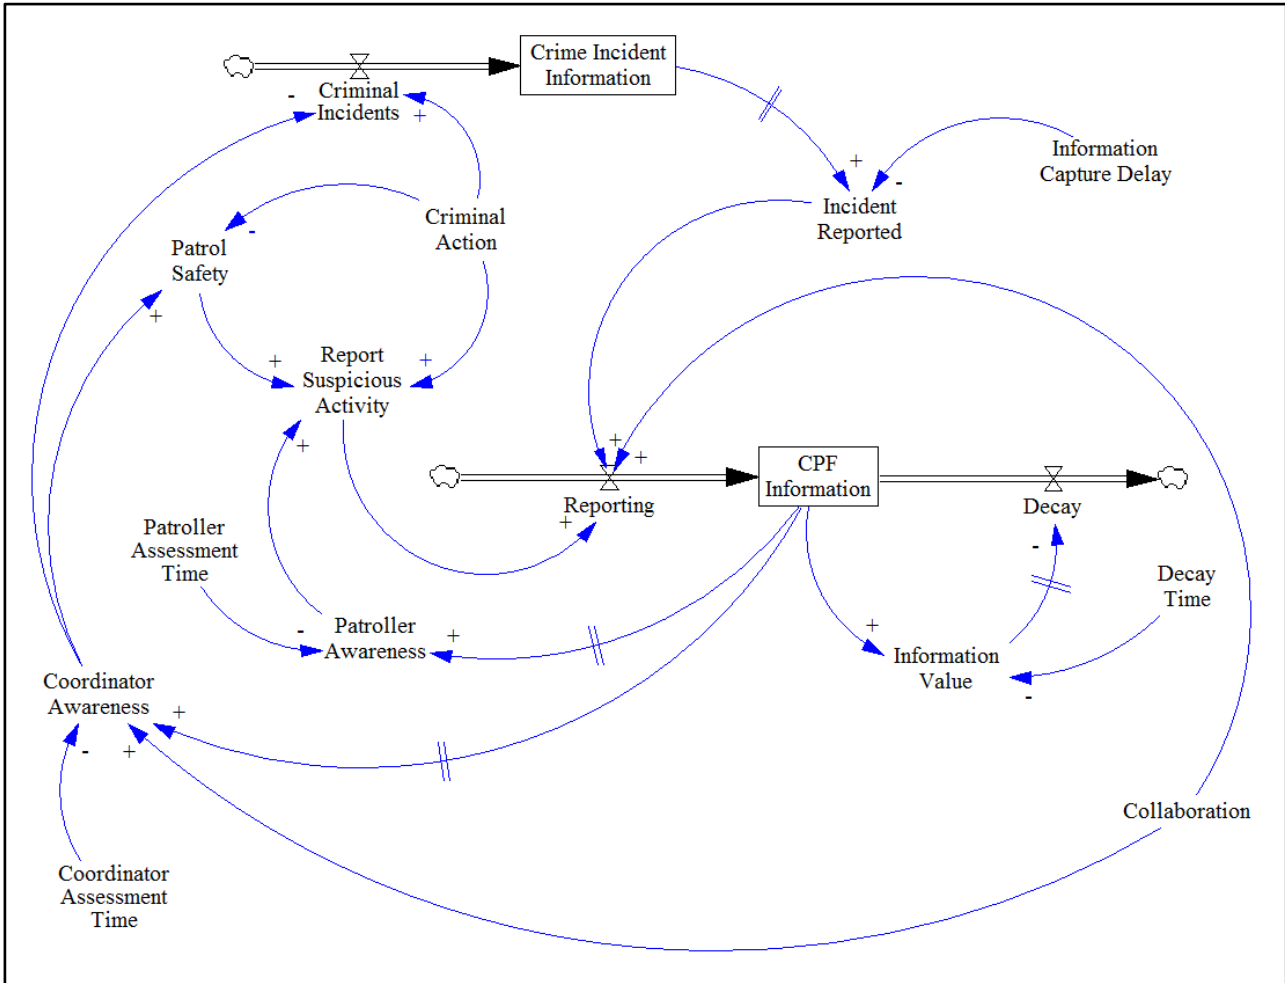 Crime Incident
Information
-
Criminal
Incidents
+
Information
Capture Delay
+
-
Incident
Reported
Criminal
Action
-
Patrol
Safety
+
+
Report
Suspicious
Activity
+
+
+
+
CPF
Information
Reporting
+
Decay
-
Patroller
Assessment
Time
Decay
Time
-
Patroller
Awareness
+
+
Information
Value
-
Coordinator
Awareness
+
-
+
Collaboration
Coordinator
Assessment
Time